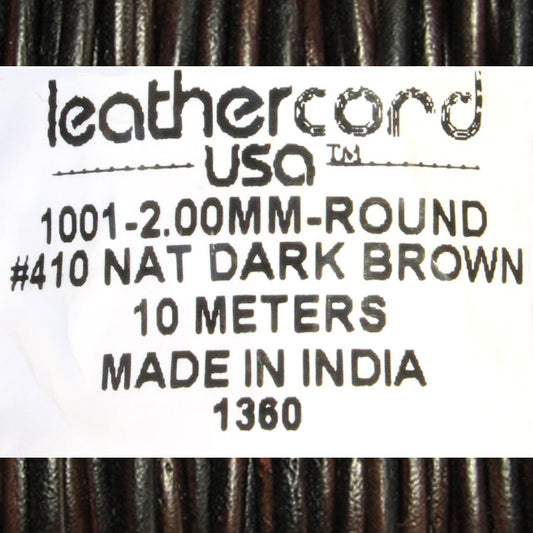 leathercord
usa™
1001-2.00MM-ROUND
#410 NAT DARK BROWN
10 METERS
MADE IN INDIA
1360